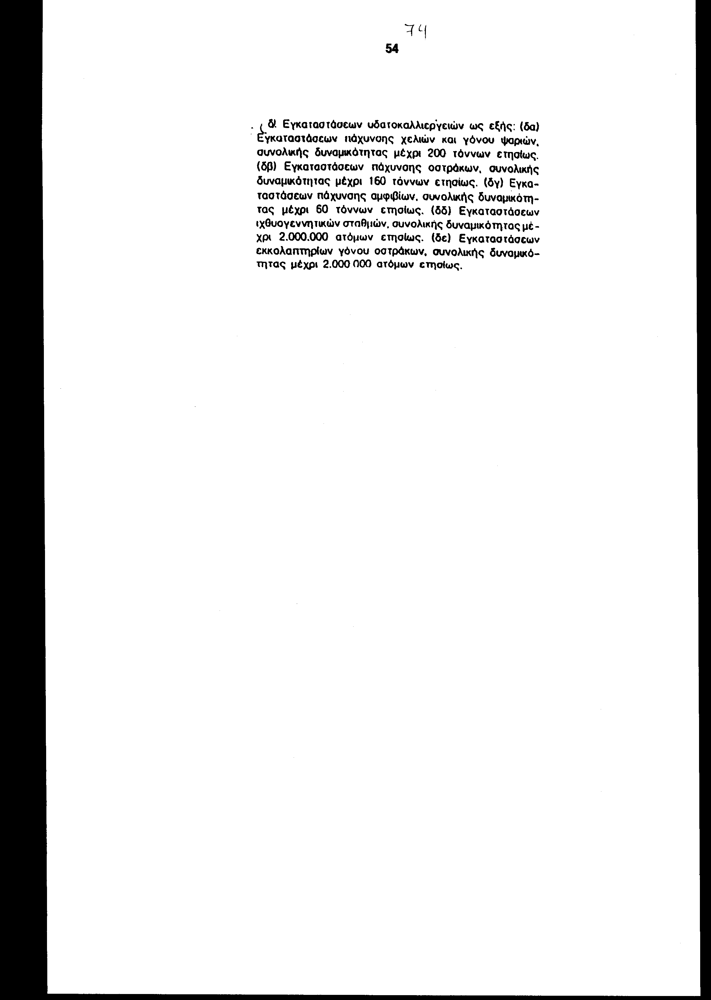 74
54
δ. Εγκαταστάσεων υδατοκαλλιεργειών ως εξής: (δα)
Εγκαταστάσεων πάχυνσης χελιών και γόνου ψαριών,
συνολικής δυναμικότητας μέχρι 200 τόννων ετησίως.
(δβ) Εγκαταστάσεων πάχυνσης οστράκων, συνολικής
δυναμικότητας μέχρι 160 τόννων ετησίως. (δγ) Εγκα-
ταστάσεων πάχυνσης αμφιβίων, συνολικής δυναμικότη-
τας μέχρι 60 τόννων ετησίως. (δδ) Εγκαταστάσεων
ιχθυογεννητικών σταθμών, συνολικής δυναμικότητας μέ-
χρι 2.000.000 ατόμων ετησίως. (δε) Εγκαταστάσεων
εκκολαπτηρίων γόνου οστράκων, συνολικής δυναμικό-
τητας μέχρι 2.000.000 ατόμων ετησίως.